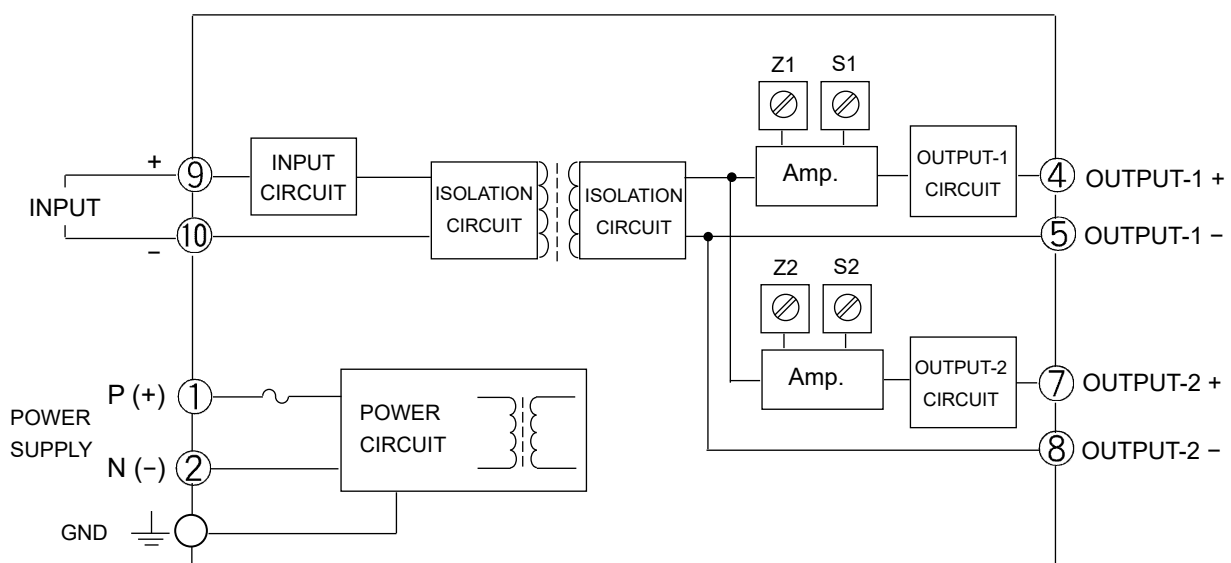 Z1
S1
+
9
INPUT
CIRCUIT
ISOLATION
CIRCUIT
ISOLATION
CIRCUIT
Amp.
OUTPUT-1
CIRCUIT
4
OUTPUT-1 +
INPUT
10
−
5
OUTPUT-1 −
Z2
S2
Amp.
OUTPUT-2
CIRCUIT
7
OUTPUT-2 +
8
OUTPUT-2 −
POWER
SUPPLY
P (+)
1
N (−)
2
POWER
CIRCUIT
GND